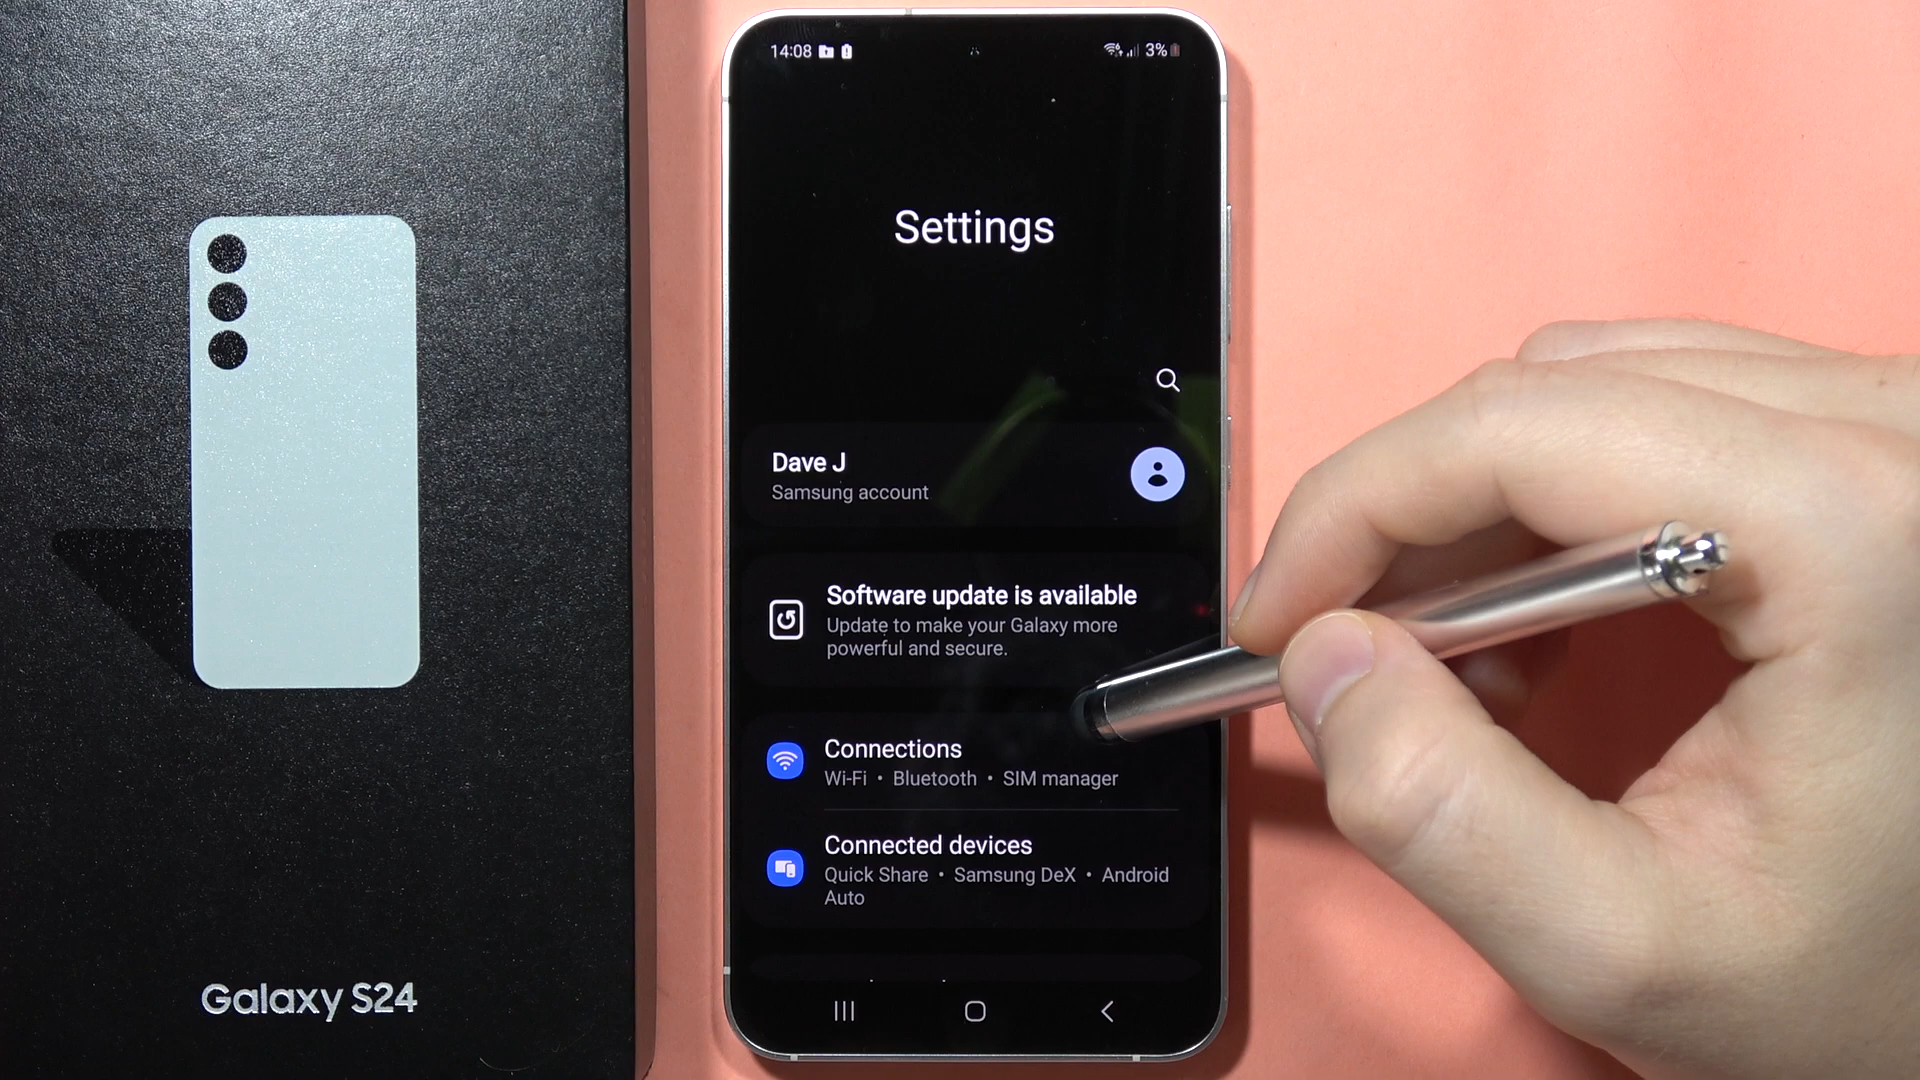 14:08
3%
Settings
Dave J
Samsung account
Software update is available
Update to make your Galaxy more
powerful and secure.
Connections
Wi-Fi • Bluetooth • SIM manager
Connected devices
Quick Share • Samsung DeX • Android
Auto
Galaxy S24